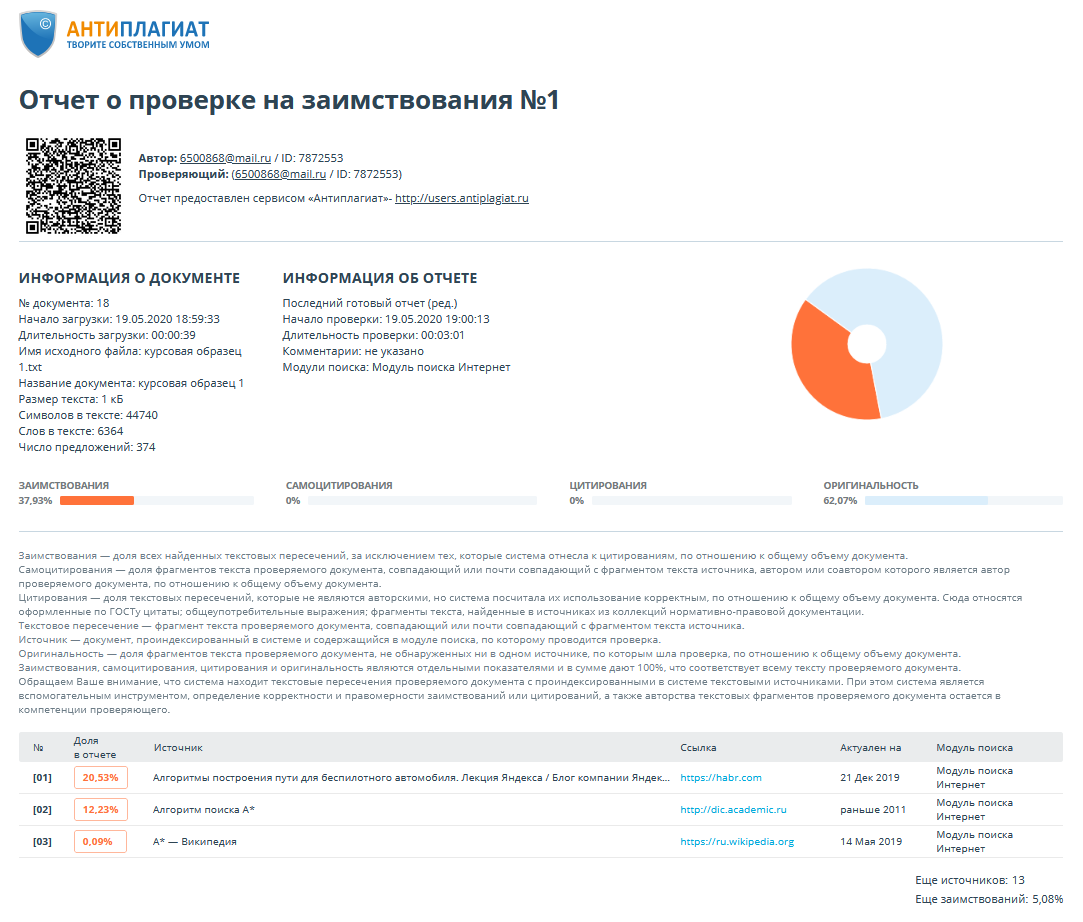 ©
АНТИПЛАГИАТ
ТВОРИТЕ СОБСТВЕННЫМ УМОМ
Отчет о проверке на заимствования №1
Автор: 6500868@mail.ru / ID: 7872553
Проверяющий: (6500868@mail.ru / ID: 7872553)
Отчет предоставлен сервисом «Антиплагиат»- http://users.antiplagiat.ru
ИНФОРМАЦИЯ О ДОКУМЕНТЕ
№ документа: 18
Начало загрузки: 19.05.2020 18:59:33
Длительность загрузки: 00:00:39
Имя исходного файла: курсовая образец
1.txt
Название документа: курсовая образец 1
Размер текста: 1 кБ
Символов в тексте: 44740
Слов в тексте: 6364
Число предложений: 374
ИНФОРМАЦИЯ ОБ ОТЧЕТЕ
Последний готовый отчет (ред.)
Начало проверки: 19.05.2020 19:00:13
Длительность проверки: 00:03:01
Комментарии: не указано
Модули поиска: Модуль поиска Интернет
ЗАИМСТВОВАНИЯ
37,93%
САМОЦИТИРОВАНИЯ
0%
ЦИТИРОВАНИЯ
0%
ОРИГИНАЛЬНОСТЬ
62,07%
Заимствования — доля всех найденных текстовых пересечений, за исключением тех, которые система отнесла к цитированиям, по отношению к общему объему документа.
Самоцитирования — доля фрагментов текста проверяемого документа, совпадающий или почти совпадающий с фрагментом текста источника, автором или соавтором которого является автор
проверяемого документа, по отношению к общему объему документа.
Цитирования — доля текстовых пересечений, которые не являются авторскими, но система посчитала их использование корректным, по отношению к общему объему документа. Сюда относятся
оформленные по ГОСТу цитаты; общеупотребительные выражения; фрагменты текста, найденные в источниках из коллекций нормативно-правовой документации.
Текстовое пересечение — фрагмент текста проверяемого документа, совпадающий или почти совпадающий с фрагментом текста источника.
Источник — документ, проиндексированный в системе и содержащийся в модуле поиска, по которому проводится проверка.
Оригинальность — доля фрагментов текста проверяемого документа, не обнаруженных ни в одном источнике, по которым шла проверка, по отношению к общему объему документа.
Заимствования, самоцитирования, цитирования и оригинальность являются отдельными показателями и в сумме дают 100%, что соответствует всему тексту проверяемого документа.
Обращаем Ваше внимание, что система находит текстовые пересечения проверяемого документа с проиндексированными в системе текстовыми источниками. При этом система является
вспомогательным инструментом, определение корректности и правомерности заимствований или цитирований, а также авторства текстовых фрагментов проверяемого документа остается в
компетенции проверяющего.
№ Доля в отчете Источник Ссылка Актуален на Модуль поиска
[01] 20,53% Алгоритмы построения пути для беспилотного автомобиля. Лекция Яндекса / Блог компании Яндек... https://habr.com 21 Дек 2019 Модуль поиска Интернет
[02] 12,23% Алгоритм поиска A* http://dic.academic.ru раньше 2011 Модуль поиска Интернет
[03] 0,09% A* — Википедия https://ru.wikipedia.org 14 Мая 2019 Модуль поиска Интернет
Еще источников: 13
Еще заимствований: 5,08%